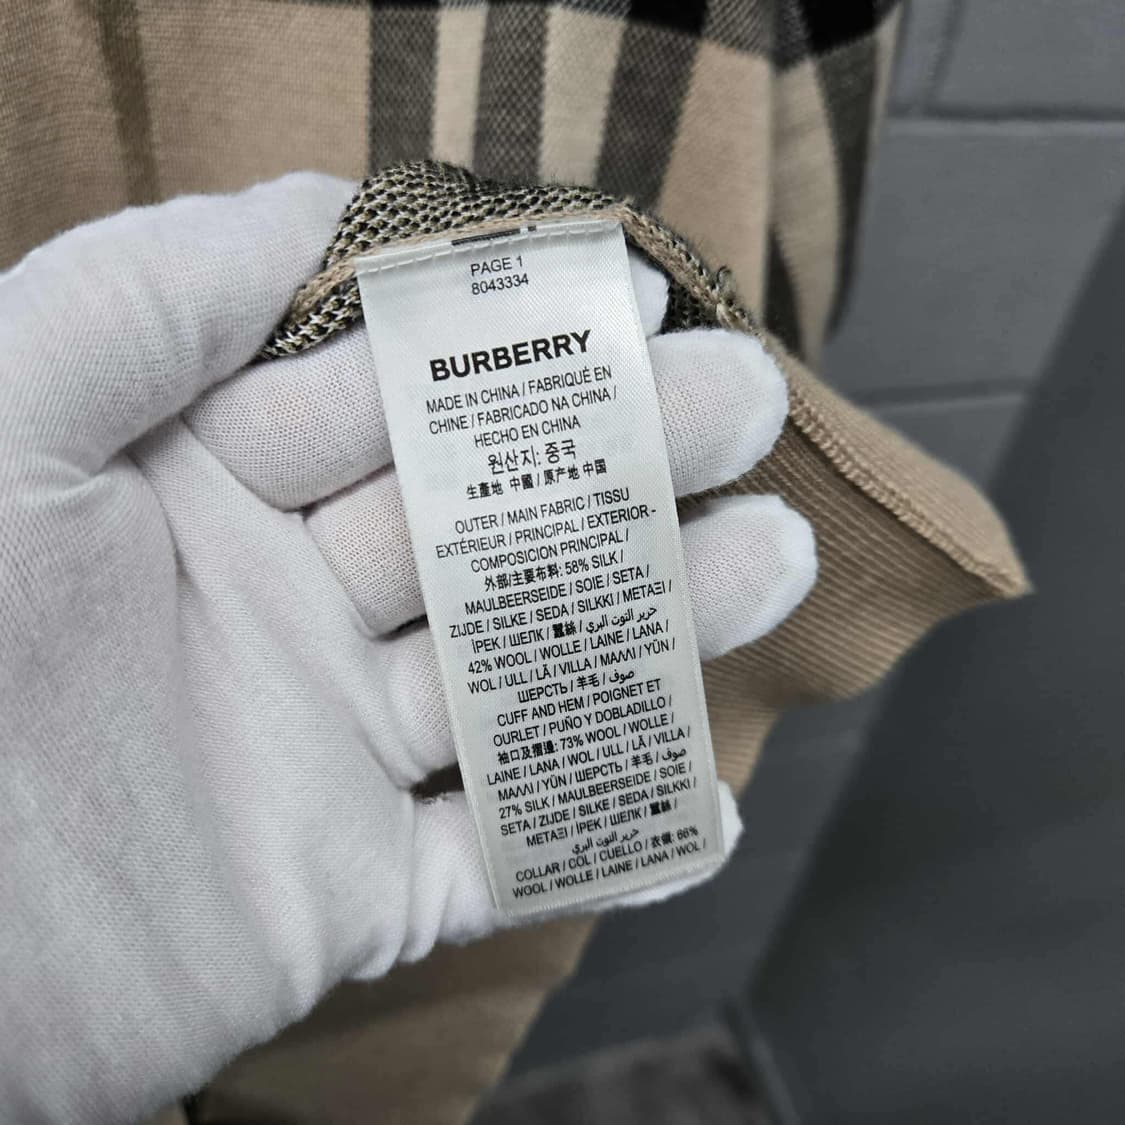 PAGE 1
8043334
BURBERRY
MADE IN CHINA / FABRIQUÉ EN
CHINE / FABRICADO NA CHINA /
HECHO EN CHINA
원산지: 중국
生產地 中國 / 原产地 中国
OUTER / MAIN FABRIC / TISSU
EXTÉRIEUR / PRINCIPAL / EXTERIOR -
COMPOSICION PRINCIPAL /
外部/主要布料: 58% SILK /
MAULBEERSEIDE / SOIE / SETA /
ZIJDE / SILKE / SEDA / SILKKI / ΜΕΤΑΞΙ /
İPEK / ШЕЛК / 蠶絲 / حرير التوت البري /
42% WOOL / WOLLE / LAINE / LANA /
WOL / ULL / LÃ / VILLA / ΜΑΛΛΙ / YÜN /
ШЕРСТЬ / 羊毛 / صوف
CUFF AND HEM / POIGNET ET
OURLET / PUÑO Y DOBLADILLO /
袖口及摺邊: 73% WOOL / WOLLE /
LAINE / LANA / WOL / ULL / LÃ / VILLA /
ΜΑΛΛΙ / YÜN / ШЕРСТЬ / 羊毛 / صوف
27% SILK / MAULBEERSEIDE / SOIE /
SETA / ZIJDE / SILKE / SEDA / SILKKI /
ΜΕΤΑΞΙ / İPEK / ШЕЛК / 蠶絲 /
حرير التوت البري
COLLAR / COL / CUELLO / 衣領: 66%
WOOL / WOLLE / LAINE / LANA / WOL /